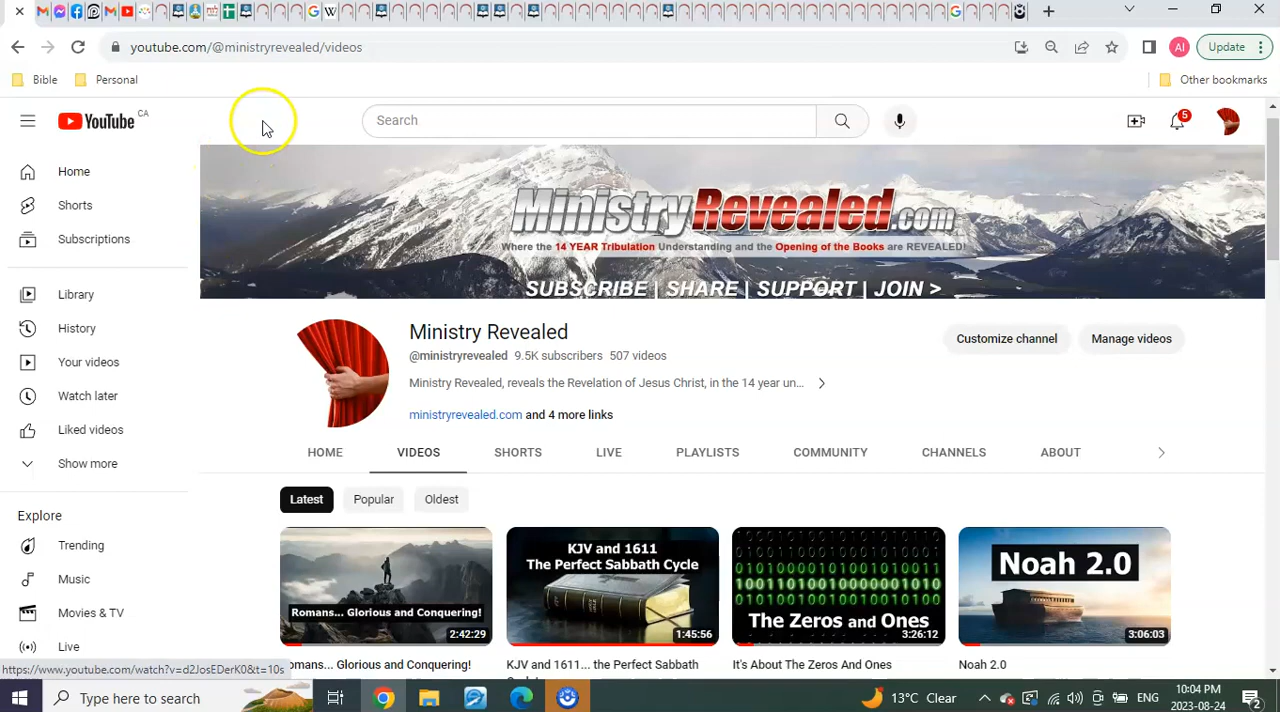 youtube.com/@ministryrevealed/videos
AI
Update
Bible
Personal
Other bookmarks
YouTube CA
Search
5
Home
Shorts
Subscriptions
Library
History
Your videos
Watch later
Liked videos
Show more
Explore
Trending
Music
Movies & TV
Live
MinistryRevealed.com
Where the 14 YEAR Tribulation Understanding and the Opening of the Books are REVEALED!
SUBSCRIBE | SHARE | SUPPORT | JOIN >
Ministry Revealed
@ministryrevealed 9.5K subscribers 507 videos
Ministry Revealed, reveals the Revelation of Jesus Christ, in the 14 year un...
ministryrevealed.com and 4 more links
Customize channel
Manage videos
HOME
VIDEOS
SHORTS
LIVE
PLAYLISTS
COMMUNITY
CHANNELS
ABOUT
Latest
Popular
Oldest
Romans... Glorious and Conquering!
2:42:29
KJV and 1611
The Perfect Sabbath Cycle
1:45:56
The Zeros and Ones
3:26:12
Noah 2.0
3:06:03
omans... Glorious and Conquering!
KJV and 1611... the Perfect Sabbath
It's About The Zeros And Ones
Noah 2.0
https://www.youtube.com/watch?v=d2JosEDerK0&t=10s
Type here to search
13°C Clear
ENG
10:04 PM
2023-08-24
2